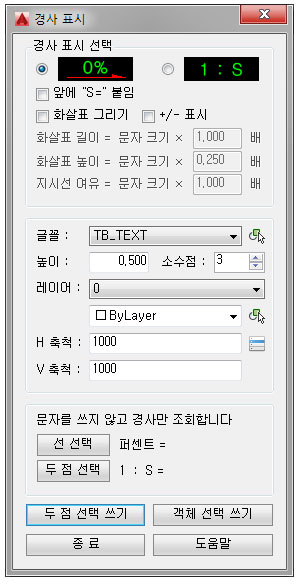 경사 표시
경사 표시 선택
0% 1 : S
앞에 "S=" 붙임
화살표 그리기 +/- 표시
화살표 길이 = 문자 크기 × 1,000 배
화살표 높이 = 문자 크기 × 0,250 배
지시선 여유 = 문자 크기 × 1,000 배
글꼴 : TB_TEXT
높이 : 0,500 소수점 : 3
레이어 : 0
ByLayer
H 축척 : 1000
V 축척 : 1000
문자를 쓰지 않고 경사만 조회합니다
선 선택 퍼센트 =
두 점 선택 1 : S =
두 점 선택 쓰기 객체 선택 쓰기
종 료 도움말